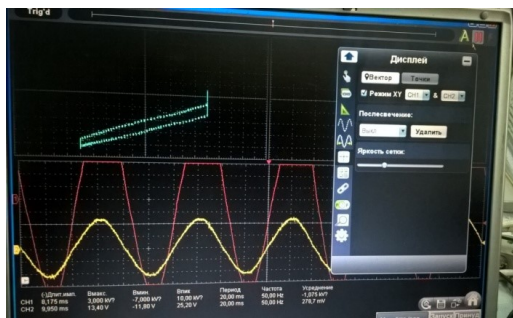 Trig'd
A
Дисплей
Вектор Точки
Режим XY CH1 & CH2
Послесвечение:
Выкл Удалить
Яркость сетки:
(-)Длит.имп. Вмакс. Вмин. Впик Период Частота Усреднение
CH1 0,175 ms 3,000 kV? -7,000 kV? 10,00 kV? 20,00 ms 50,00 Hz -1,875 kV?
CH2 9,950 ms 13,40 V -11,80 V 25,20 V 20,00 ms 50,00 Hz 278,7 mV